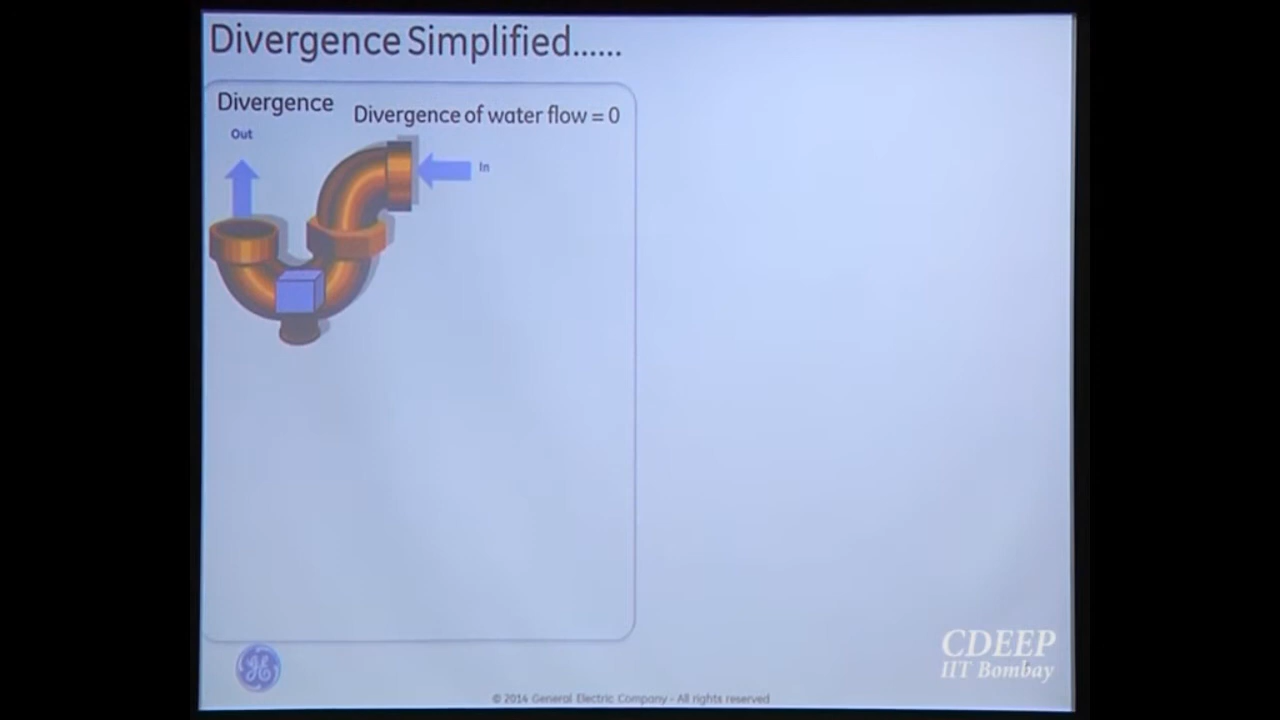 Divergence Simplified......
Divergence
Divergence of water flow = 0
Out
In
GE
CDEEP
IIT Bombay
© 2014 General Electric Company - All rights reserved